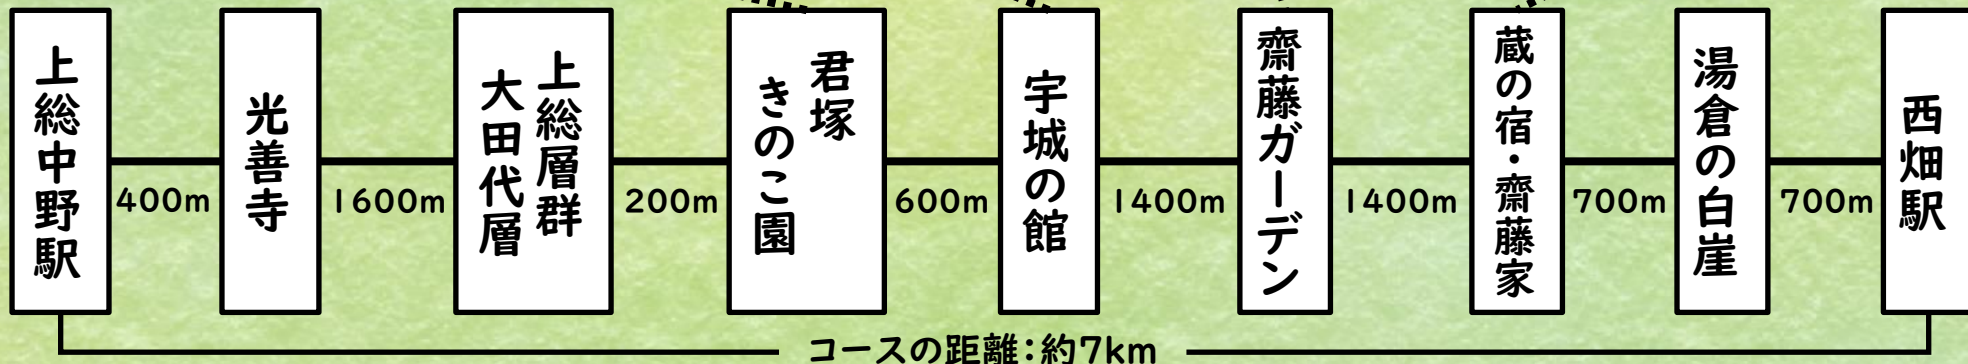 上総中野駅
400m
光善寺
1600m
上総層群
大田代層
200m
君塚
きのこ園
600m
宇城の館
1400m
齋藤ガーデン
1400m
蔵の宿・齋藤家
700m
湯倉の白崖
700m
西畑駅
コースの距離:約7km